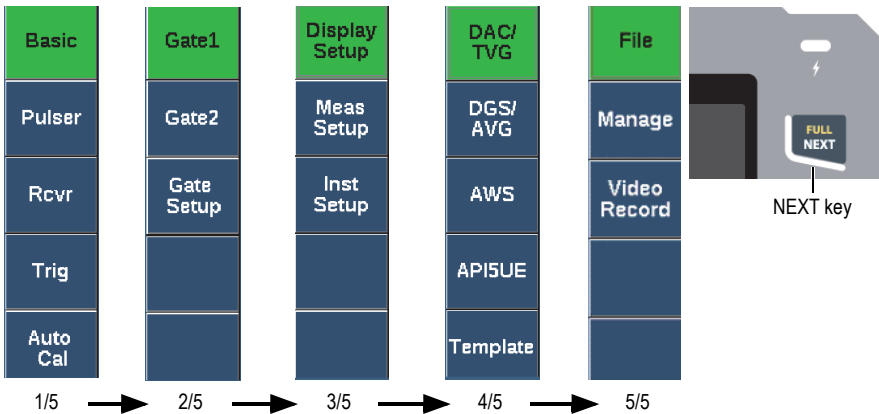 Basic
Pulser
Rcvr
Trig
Auto
Cal
1/5
Gate1
Gate2
Gate
Setup
2/5
Display
Setup
Meas
Setup
Inst
Setup
3/5
DAC/
TVG
DGS/
AVG
AWS
API5UE
Template
4/5
File
Manage
Video
Record
5/5
FULL
NEXT
NEXT key